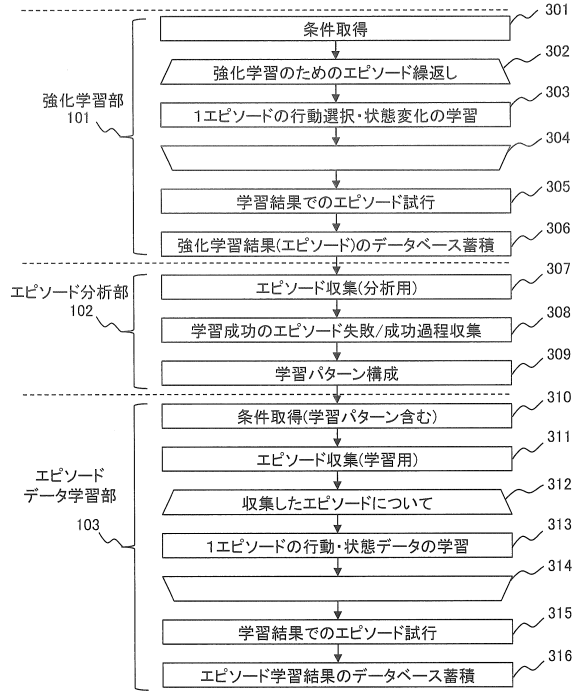 301
条件取得
302
強化学習のためのエピソード繰返し
303
強化学習部
101
1エピソードの行動選択・状態変化の学習
304
305
学習結果でのエピソード試行
306
強化学習結果(エピソード)のデータベース蓄積
307
エピソード分析部
102
エピソード収集(分析用)
308
学習成功のエピソード失敗/成功過程収集
309
学習パターン構成
310
条件取得(学習パターン含む)
311
エピソード収集(学習用)
312
エピソード
データ学習部
103
収集したエピソードについて
313
1エピソードの行動・状態データの学習
314
315
学習結果でのエピソード試行
316
エピソード学習結果のデータベース蓄積